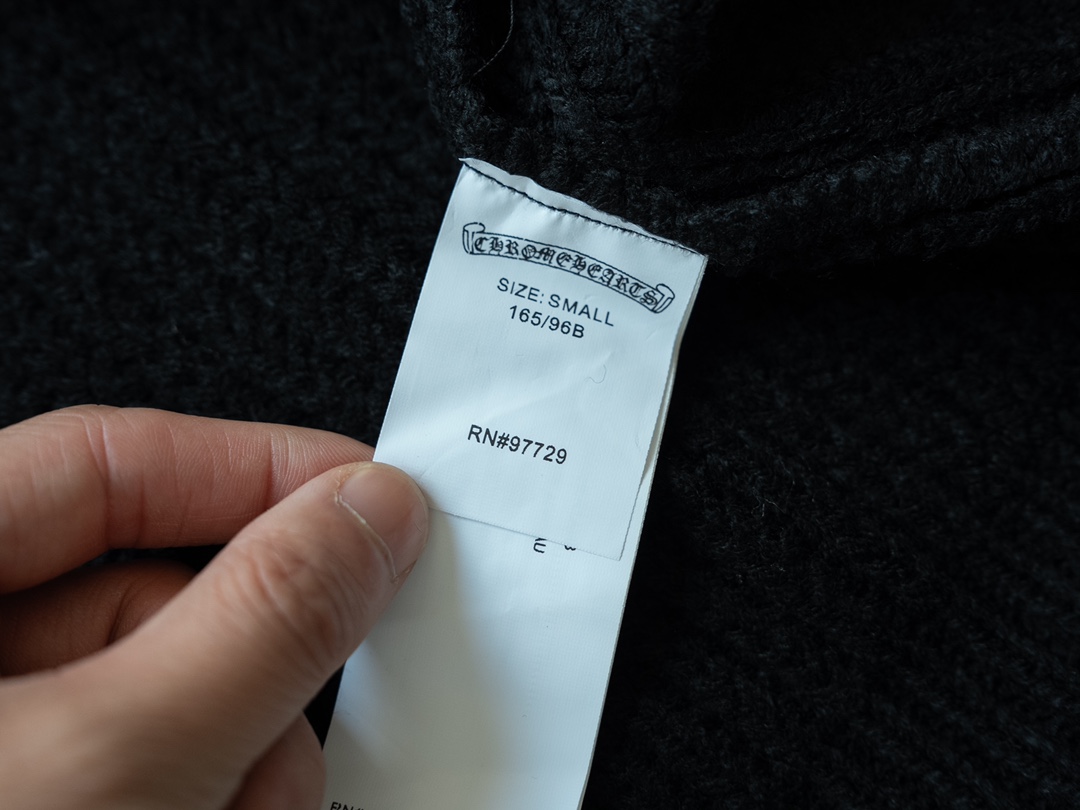 CHROMEHEARTS
SIZE: SMALL
165/96B
RN#97729